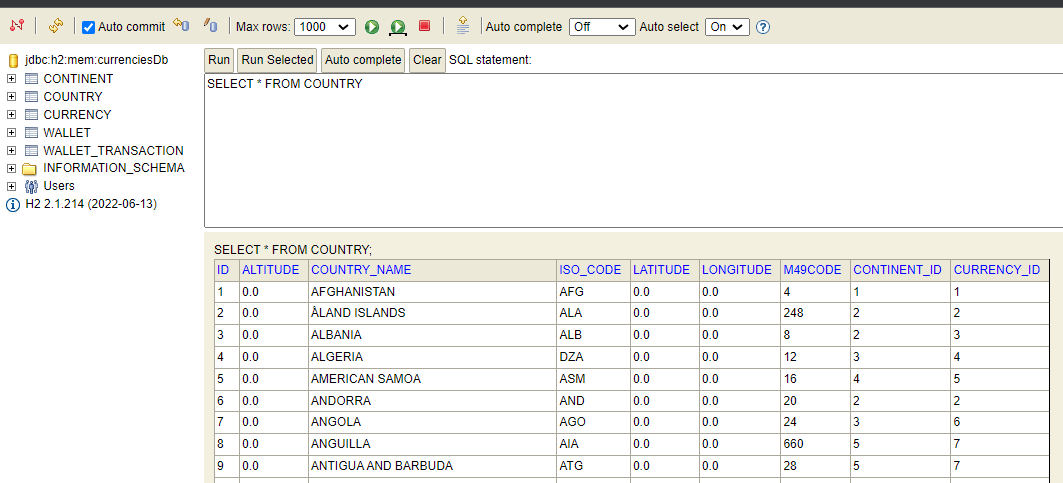 Auto commit Max rows: 1000 Auto complete Off Auto select On
jdbc:h2:mem:currenciesDb
CONTINENT
COUNTRY
CURRENCY
WALLET
WALLET_TRANSACTION
INFORMATION_SCHEMA
Users
H2 2.1.214 (2022-06-13)
Run Run Selected Auto complete Clear SQL statement:
SELECT * FROM COUNTRY
SELECT * FROM COUNTRY;
ID ALTITUDE COUNTRY_NAME ISO_CODE LATITUDE LONGITUDE M49CODE CONTINENT_ID CURRENCY_ID
1 0.0 AFGHANISTAN AFG 0.0 0.0 4 1 1
2 0.0 ÅLAND ISLANDS ALA 0.0 0.0 248 2 2
3 0.0 ALBANIA ALB 0.0 0.0 8 2 3
4 0.0 ALGERIA DZA 0.0 0.0 12 3 4
5 0.0 AMERICAN SAMOA ASM 0.0 0.0 16 4 5
6 0.0 ANDORRA AND 0.0 0.0 20 2 2
7 0.0 ANGOLA AGO 0.0 0.0 24 3 6
8 0.0 ANGUILLA AIA 0.0 0.0 660 5 7
9 0.0 ANTIGUA AND BARBUDA ATG 0.0 0.0 28 5 7